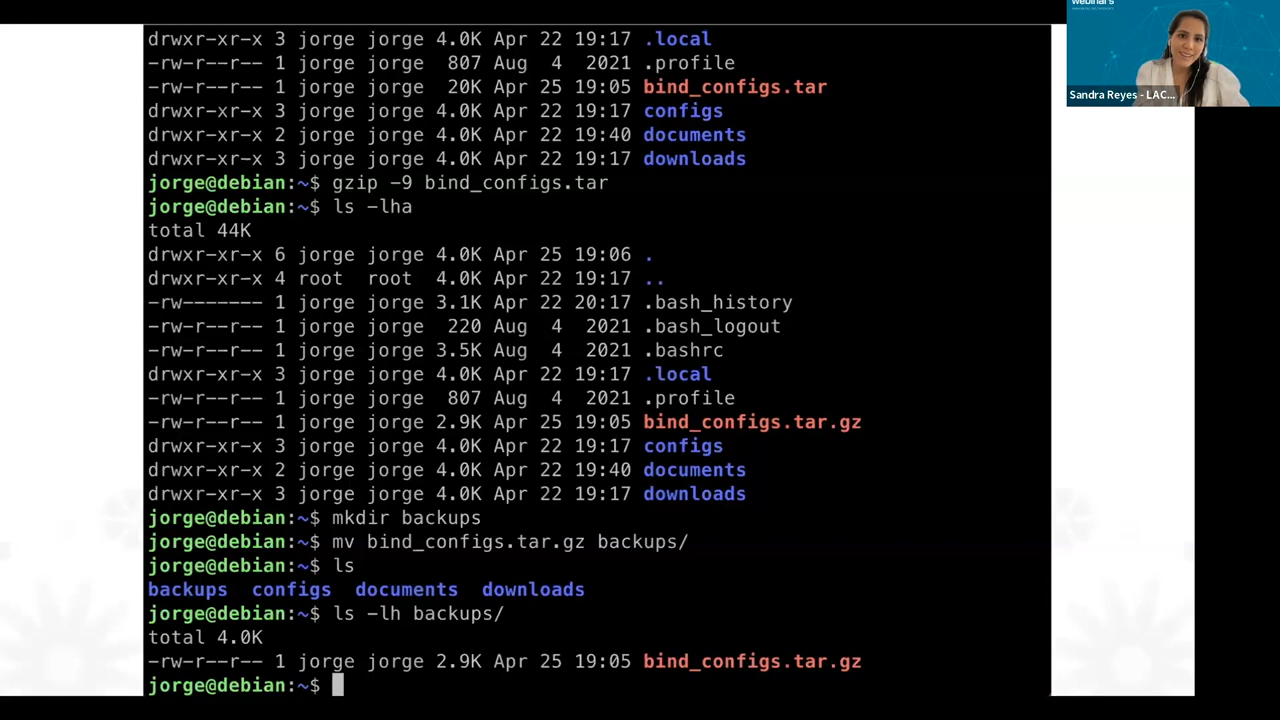 webinars
drwxr-xr-x 3 jorge jorge 4.0K Apr 22 19:17 .local
-rw-r--r-- 1 jorge jorge  807 Aug  4  2021 .profile
-rw-r--r-- 1 jorge jorge  20K Apr 25 19:05 bind_configs.tar
drwxr-xr-x 3 jorge jorge 4.0K Apr 22 19:17 configs
drwxr-xr-x 2 jorge jorge 4.0K Apr 22 19:40 documents
drwxr-xr-x 3 jorge jorge 4.0K Apr 22 19:17 downloads
Sandra Reyes - LAC...
jorge@debian:~$ gzip -9 bind_configs.tar
jorge@debian:~$ ls -lha
total 44K
drwxr-xr-x 6 jorge jorge 4.0K Apr 25 19:06 .
drwxr-xr-x 4 root  root  4.0K Apr 22 19:17 ..
-rw------- 1 jorge jorge 3.1K Apr 22 20:17 .bash_history
-rw-r--r-- 1 jorge jorge  220 Aug  4  2021 .bash_logout
-rw-r--r-- 1 jorge jorge 3.5K Aug  4  2021 .bashrc
drwxr-xr-x 3 jorge jorge 4.0K Apr 22 19:17 .local
-rw-r--r-- 1 jorge jorge  807 Aug  4  2021 .profile
-rw-r--r-- 1 jorge jorge 2.9K Apr 25 19:05 bind_configs.tar.gz
drwxr-xr-x 3 jorge jorge 4.0K Apr 22 19:17 configs
drwxr-xr-x 2 jorge jorge 4.0K Apr 22 19:40 documents
drwxr-xr-x 3 jorge jorge 4.0K Apr 22 19:17 downloads
jorge@debian:~$ mkdir backups
jorge@debian:~$ mv bind_configs.tar.gz backups/
jorge@debian:~$ ls
backups  configs  documents  downloads
jorge@debian:~$ ls -lh backups/
total 4.0K
-rw-r--r-- 1 jorge jorge 2.9K Apr 25 19:05 bind_configs.tar.gz
jorge@debian:~$